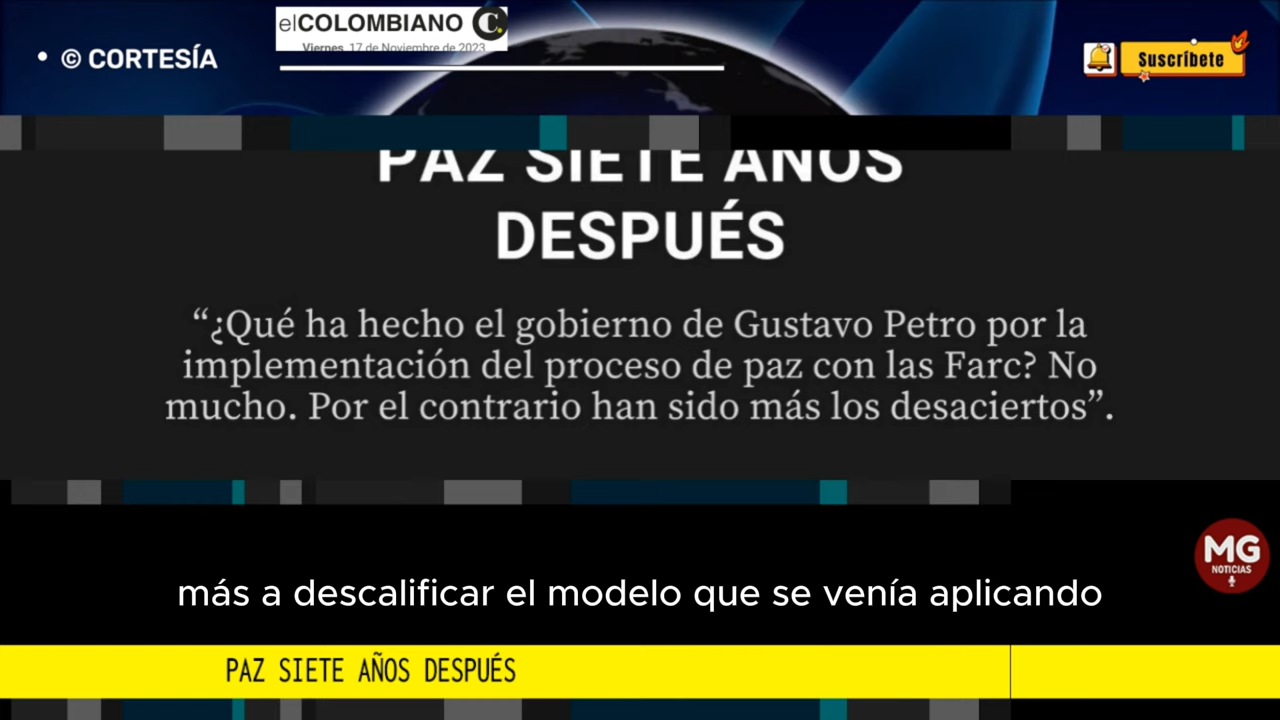 elCOLOMBIANO C.
Viernes, 17 de Noviembre de 2023
• © CORTESÍA
Suscríbete
PAZ SIETE AÑOS
DESPUÉS
“¿Qué ha hecho el gobierno de Gustavo Petro por la
implementación del proceso de paz con las Farc? No
mucho. Por el contrario han sido más los desaciertos”.
MG
NOTICIAS
más a descalificar el modelo que se venía aplicando
PAZ SIETE AÑOS DESPUÉS